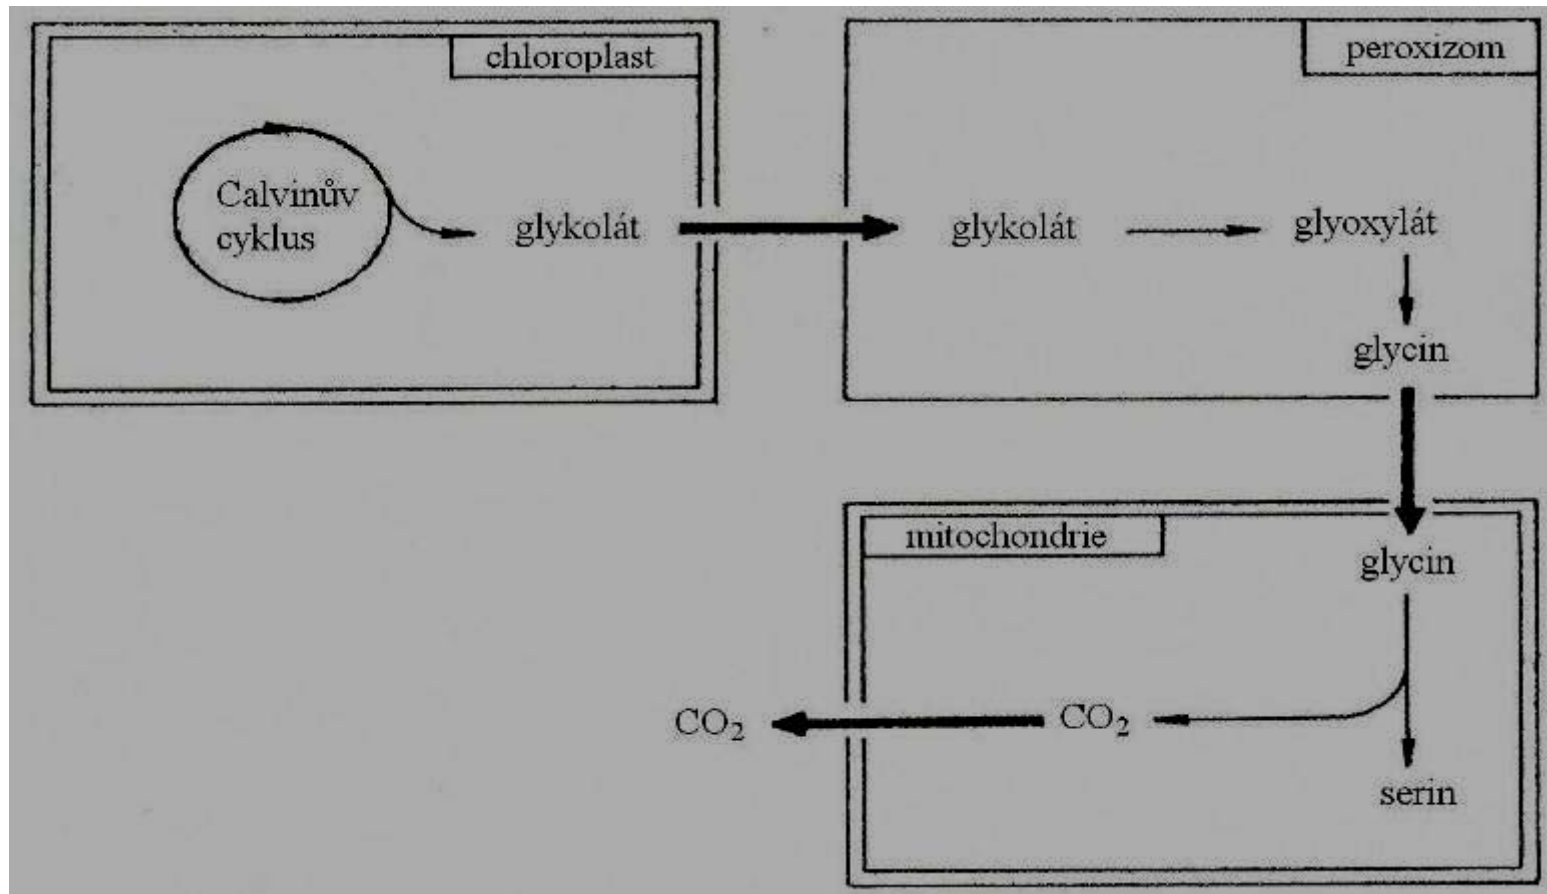 chloroplast
Calvinův
cyklus
glykolát
peroxizom
glykolát
glyoxylát
glycin
mitochondrie
glycin
CO₂
CO₂
serin